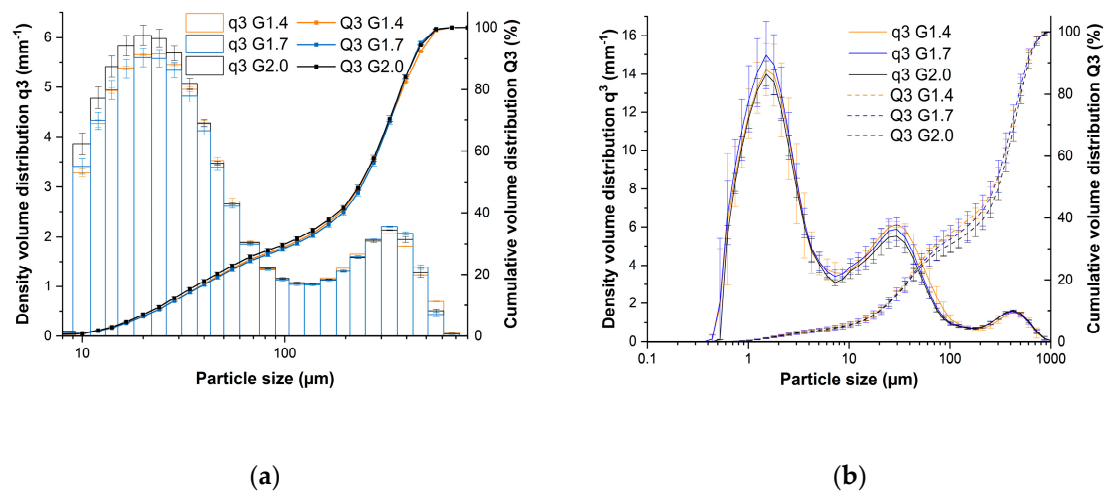 q3 G1.4
q3 G1.7
q3 G2.0
Q3 G1.4
Q3 G1.7
Q3 G2.0
Density volume distribution q3 (mm⁻¹)
6
5
4
3
2
1
0
100
80
60
40
20
0
Cumulative volume distribution Q3 (%)
10
100
Particle size (µm)
(a)
q3 G1.4
q3 G1.7
q3 G2.0
Q3 G1.4
Q3 G1.7
Q3 G2.0
Density volume distribution q³ (mm⁻¹)
16
14
12
10
8
6
4
2
0
100
80
60
40
20
0
Cumulative volume distribution Q3 (%)
0.1
1
10
100
1000
Particle size (µm)
(b)